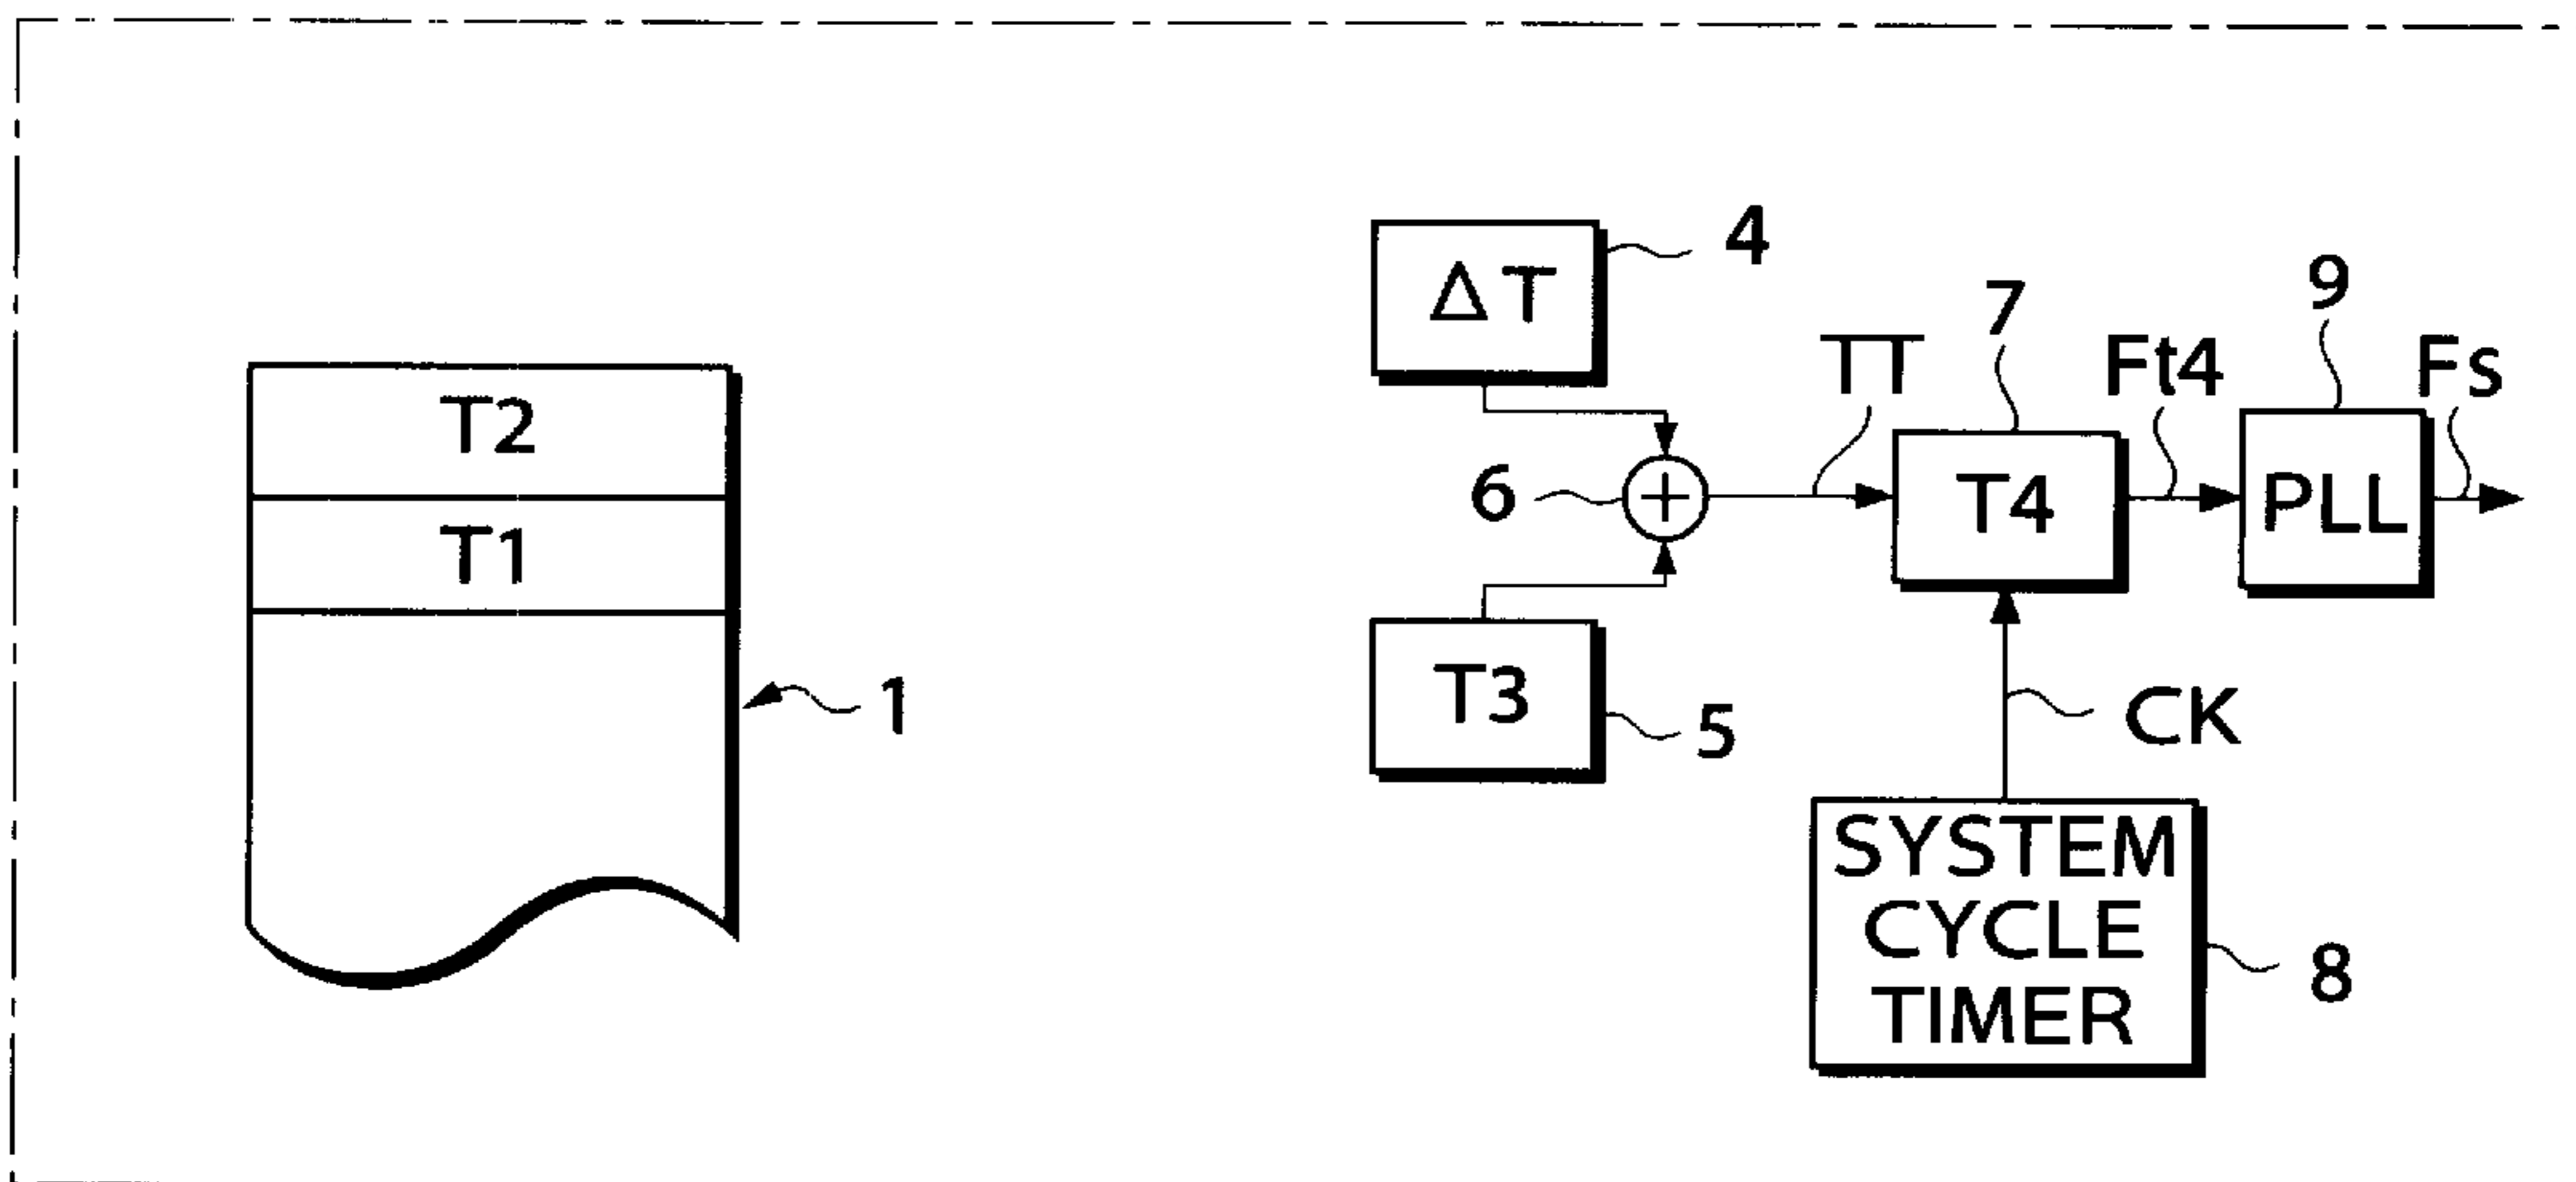 4
ΔT
9
7
TT
Ft4
Fs
T2
6
+
T4
PLL
T1
T3
1
5
CK
SYSTEM
CYCLE
TIMER
8